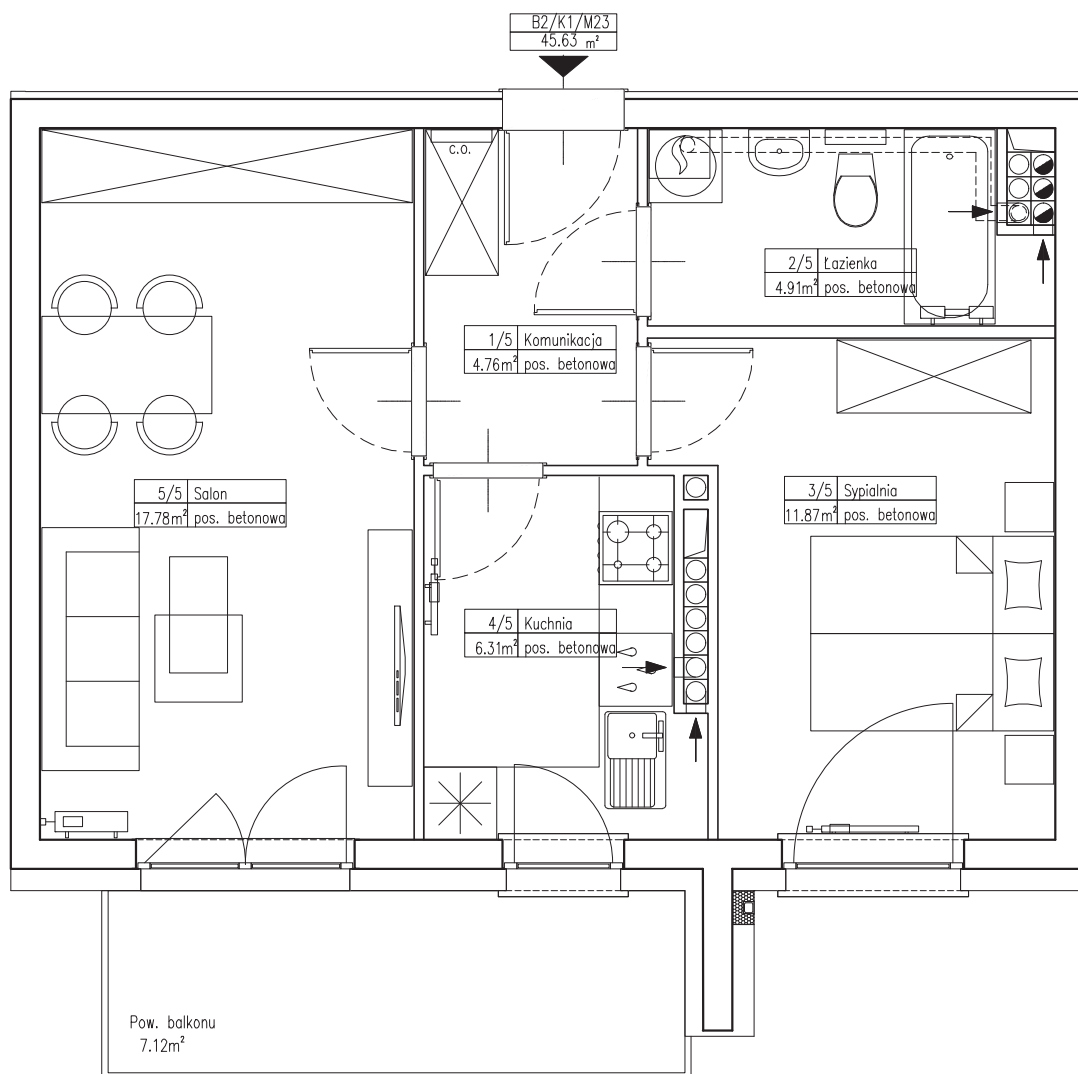 B2/K1/M23
45.63 m²
c.o.
2/5 Łazienka
4.91m² pos. betonowa
1/5 Komunikacja
4.76m² pos. betonowa
5/5 Salon
17.78m² pos. betonowa
3/5 Sypialnia
11.87m² pos. betonowa
4/5 Kuchnia
6.31m² pos. betonowa
Pow. balkonu
7.12m²